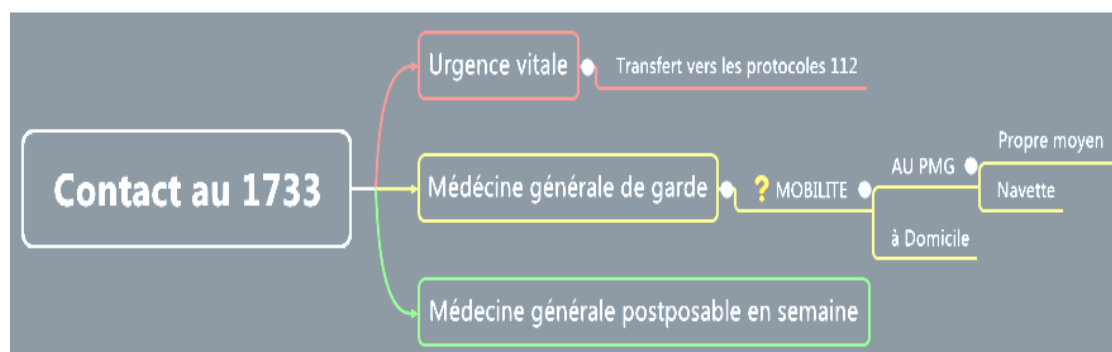 Urgence vitale
Transfert vers les protocoles 112
Contact au 1733
Médécine générale de garde
? MOBILITE
AU PMG
Propre moyen
Navette
à Domicile
Médecine générale postposable en semaine